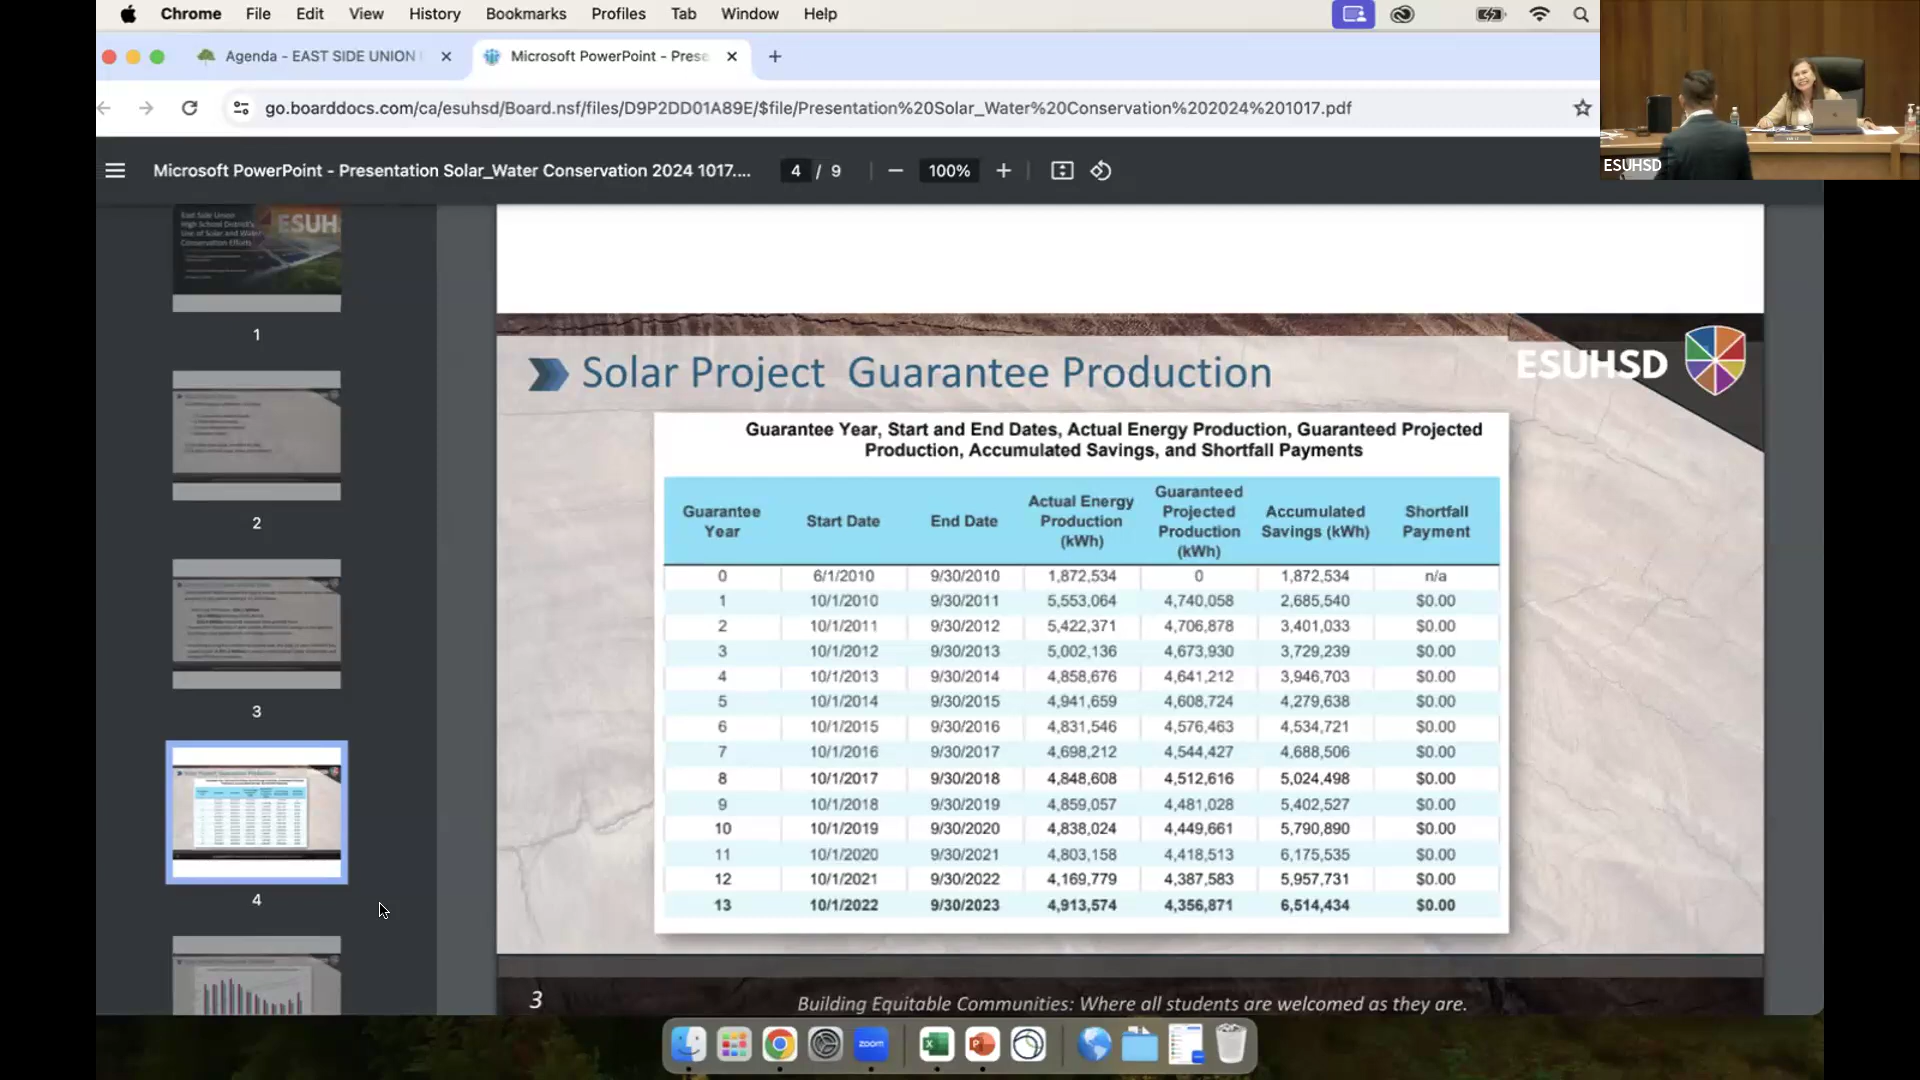 Chrome File Edit View History Bookmarks Profiles Tab Window Help
Agenda - EAST SIDE UNION
Microsoft PowerPoint - Prese
go.boarddocs.com/ca/esuhsd/Board.nsf/files/D9P2DD01A89E/$file/Presentation%20Solar_Water%20Conservation%202024%201017.pdf
ESUHSD
Microsoft PowerPoint - Presentation Solar_Water Conservation 2024 1017....
4 / 9
100%
East Side Union
High School District's
Use of Solar and Water
Conservation Efforts
ESUH
1
2
3
4
Solar Project Guarantee Production
ESUHSD
Guarantee Year, Start and End Dates, Actual Energy Production, Guaranteed Projected
Production, Accumulated Savings, and Shortfall Payments
Guarantee Year Start Date End Date Actual Energy Production (kWh) Guaranteed Projected Production (kWh) Accumulated Savings (kWh) Shortfall Payment
0 6/1/2010 9/30/2010 1,872,534 0 1,872,534 n/a
1 10/1/2010 9/30/2011 5,553,064 4,740,058 2,685,540 $0.00
2 10/1/2011 9/30/2012 5,422,371 4,706,878 3,401,033 $0.00
3 10/1/2012 9/30/2013 5,002,136 4,673,930 3,729,239 $0.00
4 10/1/2013 9/30/2014 4,858,676 4,641,212 3,946,703 $0.00
5 10/1/2014 9/30/2015 4,941,659 4,608,724 4,279,638 $0.00
6 10/1/2015 9/30/2016 4,831,546 4,576,463 4,534,721 $0.00
7 10/1/2016 9/30/2017 4,698,212 4,544,427 4,688,506 $0.00
8 10/1/2017 9/30/2018 4,848,608 4,512,616 5,024,498 $0.00
9 10/1/2018 9/30/2019 4,859,057 4,481,028 5,402,527 $0.00
10 10/1/2019 9/30/2020 4,838,024 4,449,661 5,790,890 $0.00
11 10/1/2020 9/30/2021 4,803,158 4,418,513 6,175,535 $0.00
12 10/1/2021 9/30/2022 4,169,779 4,387,583 5,957,731 $0.00
13 10/1/2022 9/30/2023 4,913,574 4,356,871 6,514,434 $0.00
3
Building Equitable Communities: Where all students are welcomed as they are.
zoom